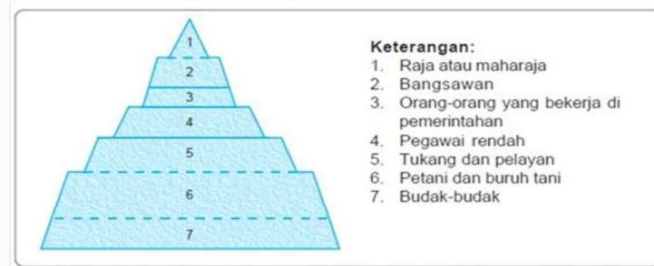 1
2
3
4
5
6
7
Keterangan:
1. Raja atau maharaja
2. Bangsawan
3. Orang-orang yang bekerja di
pemerintahan
4. Pegawai rendah
5. Tukang dan pelayan
6. Petani dan buruh tani
7. Budak-budak